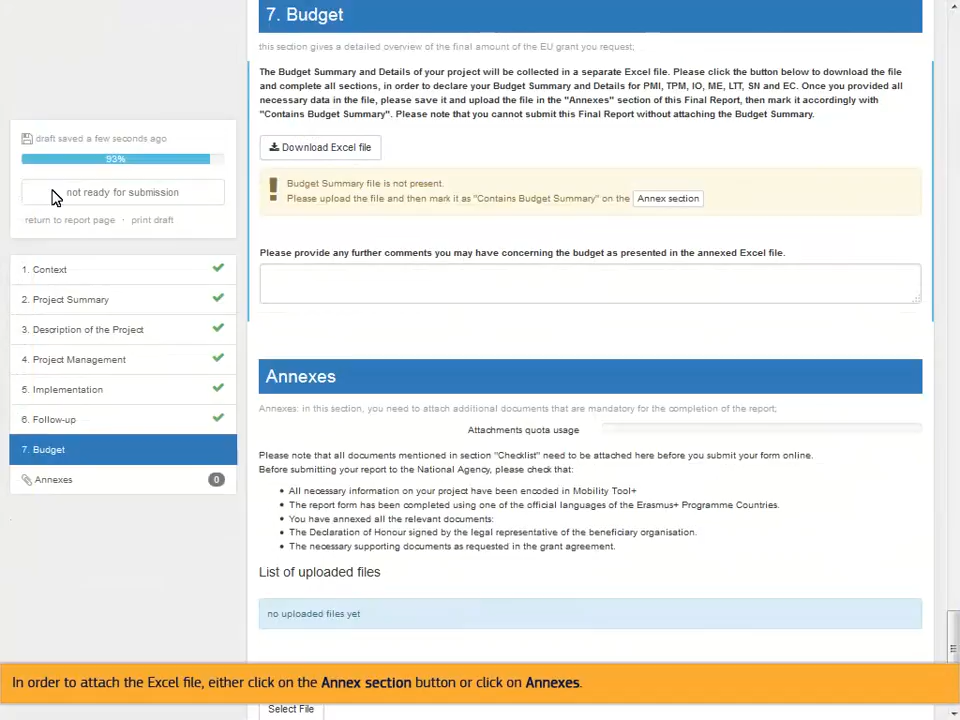 7. Budget
this section gives a detailed overview of the final amount of the EU grant you request;
The Budget Summary and Details of your project will be collected in a separate Excel file. Please click the button below to download the file
and complete all sections, in order to declare your Budget Summary and Details for PMI, TPM, IO, ME, LTT, SN and EC. Once you provided all
necessary data in the file, please save it and upload the file in the "Annexes" section of this Final Report, then mark it accordingly with
"Contains Budget Summary". Please note that you cannot submit this Final Report without attaching the Budget Summary.
Download Excel file
Budget Summary file is not present.
Please upload the file and then mark it as "Contains Budget Summary" on the Annex section
Please provide any further comments you may have concerning the budget as presented in the annexed Excel file.
draft saved a few seconds ago
93%
not ready for submission
return to report page · print draft
1. Context
2. Project Summary
3. Description of the Project
4. Project Management
5. Implementation
6. Follow-up
7. Budget
Annexes 0
Annexes
Annexes: in this section, you need to attach additional documents that are mandatory for the completion of the report;
Attachments quota usage
Please note that all documents mentioned in section "Checklist" need to be attached here before you submit your form online.
Before submitting your report to the National Agency, please check that:
• All necessary information on your project have been encoded in Mobility Tool+
• The report form has been completed using one of the official languages of the Erasmus+ Programme Countries.
• You have annexed all the relevant documents:
• The Declaration of Honour signed by the legal representative of the beneficiary organisation.
• The necessary supporting documents as requested in the grant agreement.
List of uploaded files
no uploaded files yet
In order to attach the Excel file, either click on the Annex section button or click on Annexes.
Select File